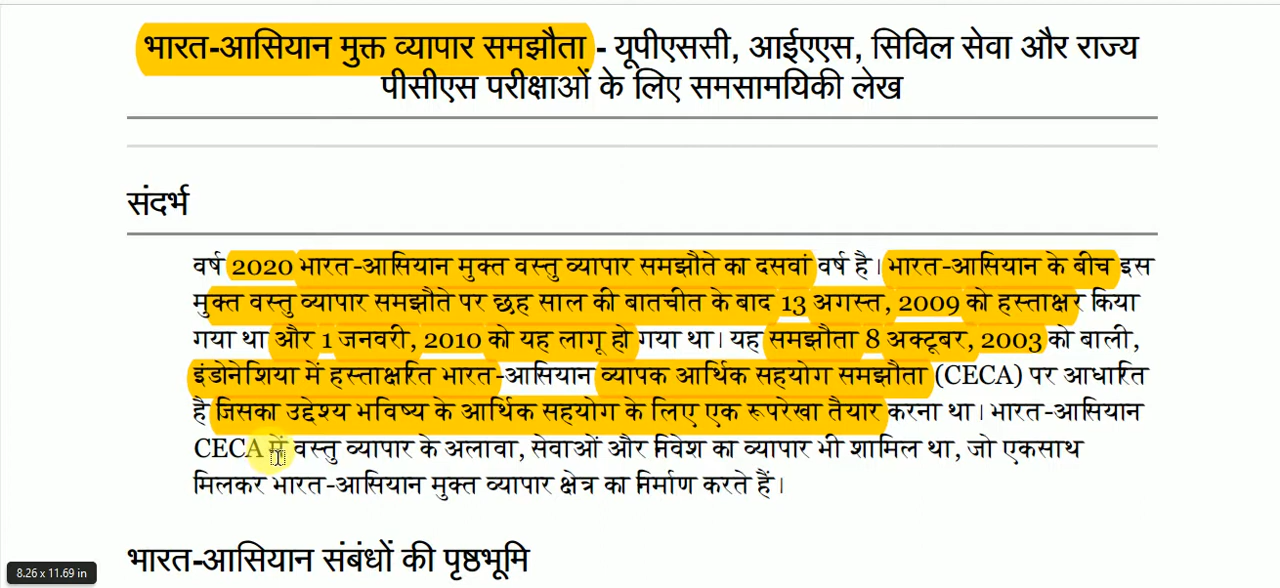 भारत-आसियान मुक्त व्यापार समझौता - यूपीएससी, आईएएस, सिविल सेवा और राज्य
पीसीएस परीक्षाओं के लिए समसामयिकी लेख
संदर्भ
वर्ष 2020 भारत-आसियान मुक्त वस्तु व्यापार समझौते का दसवां वर्ष है। भारत-आसियान के बीच इस
मुक्त वस्तु व्यापार समझौते पर छह साल की बातचीत के बाद 13 अगस्त, 2009 को हस्ताक्षर किया
गया था और 1 जनवरी, 2010 को यह लागू हो गया था। यह समझौता 8 अक्टूबर, 2003 को बाली,
इंडोनेशिया में हस्ताक्षरित भारत-आसियान व्यापक आर्थिक सहयोग समझौता (CECA) पर आधारित
है जिसका उद्देश्य भविष्य के आर्थिक सहयोग के लिए एक रूपरेखा तैयार करना था। भारत-आसियान
CECA में वस्तु व्यापार के अलावा, सेवाओं और निवेश का व्यापार भी शामिल था, जो एकसाथ
मिलकर भारत-आसियान मुक्त व्यापार क्षेत्र का निर्माण करते हैं।
भारत-आसियान संबंधों की पृष्ठभूमि
8.26 x 11.69 in